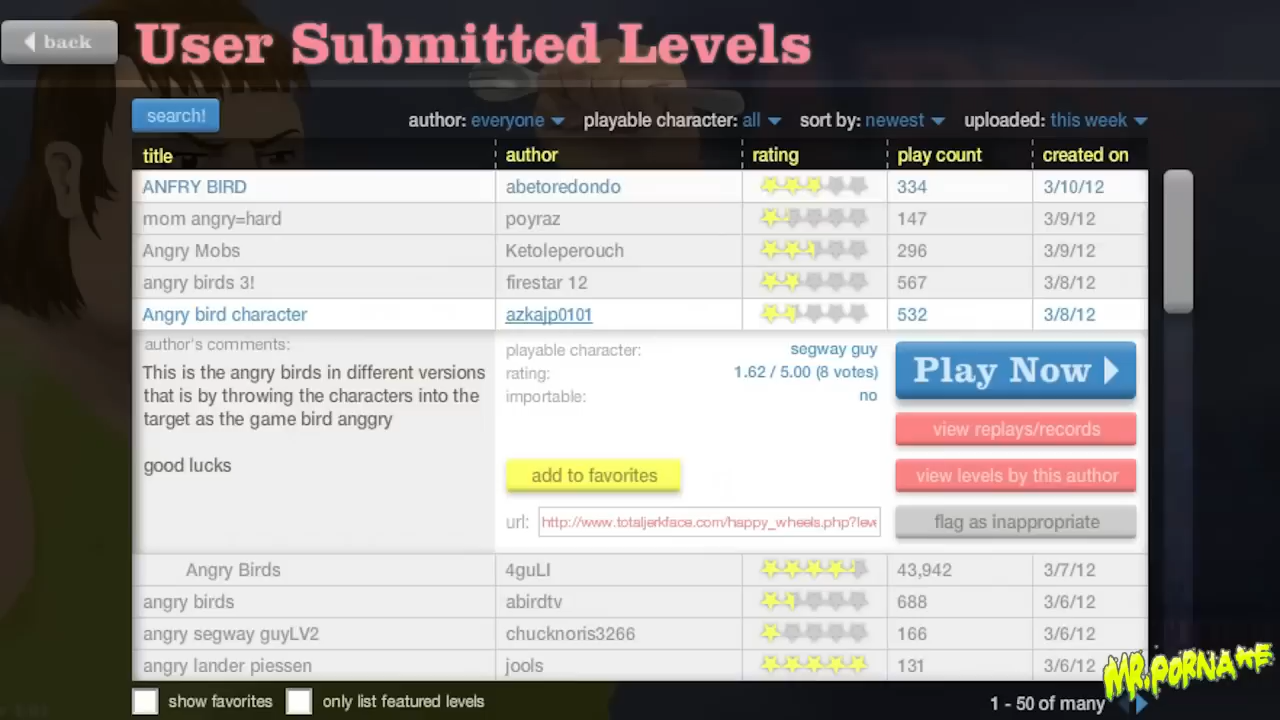 back
User Submitted Levels
search!
author: everyone playable character: all sort by: newest uploaded: this week
title author rating play count created on
ANFRY BIRD abetoredondo 334 3/10/12
mom angry=hard poyraz 147 3/9/12
Angry Mobs Ketoleperouch 296 3/9/12
angry birds 3! firestar 12 567 3/8/12
Angry bird character azkajp0101 532 3/8/12
author's comments:
This is the angry birds in different versions
that is by throwing the characters into the
target as the game bird anggry
good lucks
playable character: segway guy
rating: 1.62 / 5.00 (8 votes)
importable: no
add to favorites
url: http://www.totaljerkface.com/happy_wheels.php?leve
Play Now
view replays/records
view levels by this author
flag as inappropriate
Angry Birds 4guLI 43,942 3/7/12
angry birds abirdtv 688 3/6/12
angry segway guyLV2 chucknoris3266 166 3/6/12
angry lander piessen jools 131 3/6/12
show favorites only list featured levels 1 - 50 of many
MR.PORNAKE